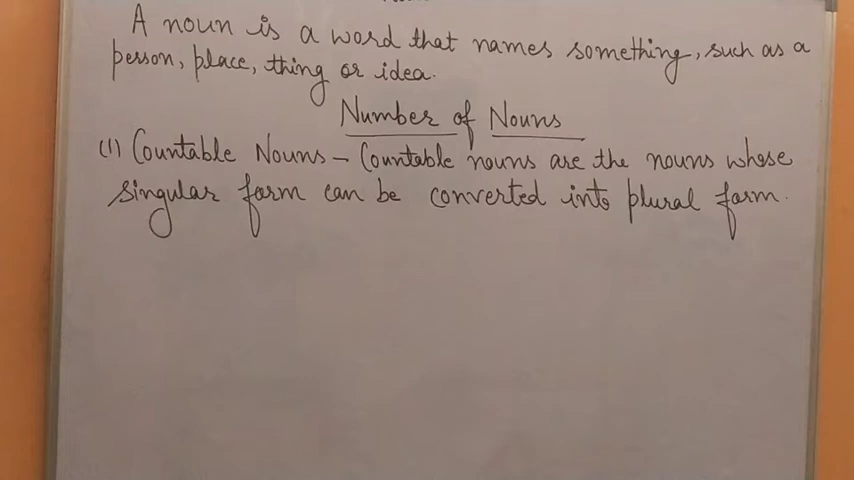 A noun is a word that names something, such as a
person, place, thing or idea.
Number of Nouns
(1) Countable Nouns – Countable nouns are the nouns whose
singular form can be converted into plural form.